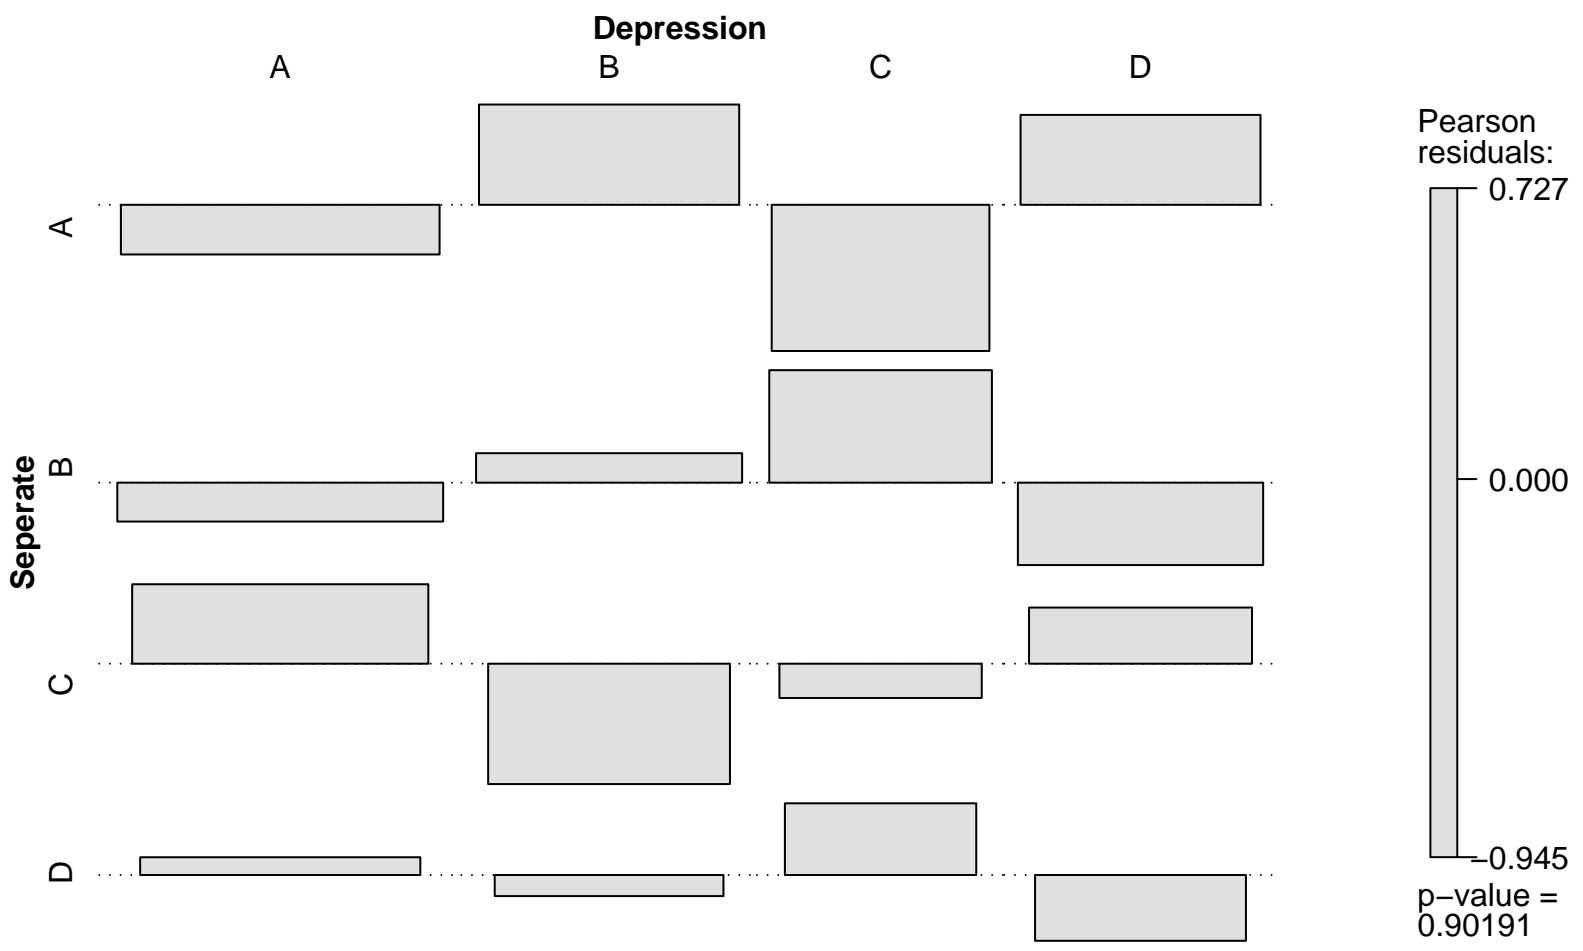 Depression
A B C D
Seperate
A
B
C
D
Pearson
residuals:
0.727
0.000
−0.945
p−value =
0.90191